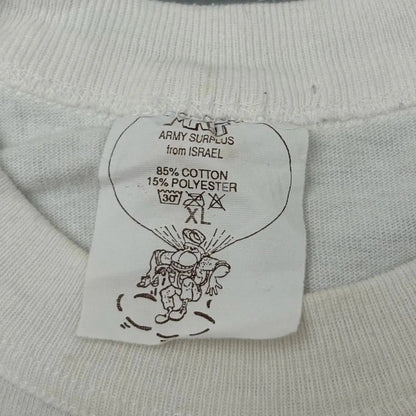 ARMY SURPLUS
from ISRAEL
85% COTTON
15% POLYESTER
30°
XL